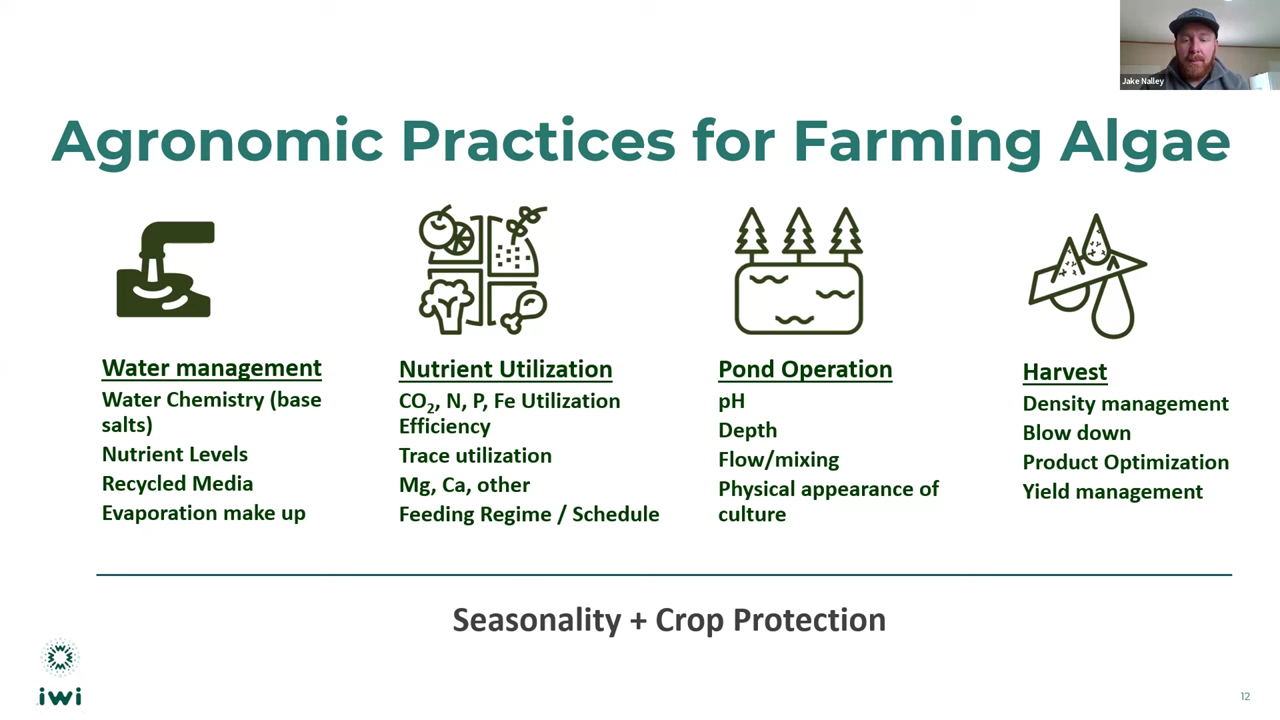 Jake Nalley
Agronomic Practices for Farming Algae
Water management
Water Chemistry (base
salts)
Nutrient Levels
Recycled Media
Evaporation make up
Nutrient Utilization
CO₂, N, P, Fe Utilization
Efficiency
Trace utilization
Mg, Ca, other
Feeding Regime / Schedule
Pond Operation
pH
Depth
Flow/mixing
Physical appearance of
culture
Harvest
Density management
Blow down
Product Optimization
Yield management
Seasonality + Crop Protection
iwi
12